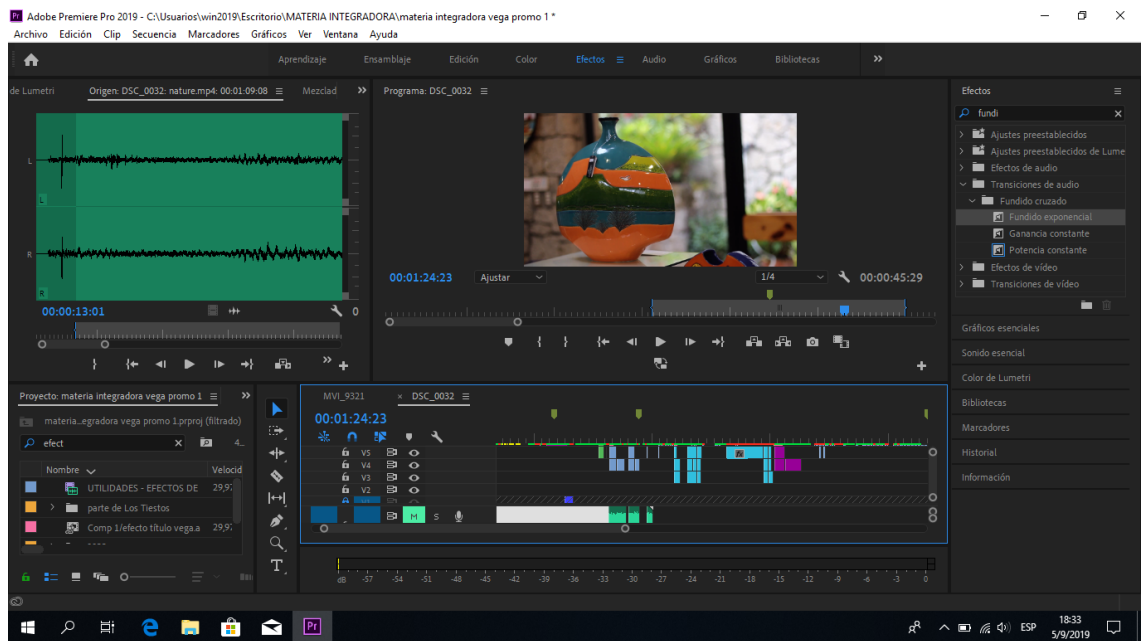 Adobe Premiere Pro 2019 - C:\Usuarios\win2019\Escritorio\MATERIA INTEGRADORA\materia integradora vega promo 1 *
Archivo Edición Clip Secuencia Marcadores Gráficos Ver Ventana Ayuda
Aprendizaje Ensamblaje Edición Color Efectos Audio Gráficos Bibliotecas
de Lumetri Origen: DSC_0032: nature.mp4: 00:01:09:08 Mezclad
Programa: DSC_0032
Efectos
fundi
Ajustes preestablecidos
Ajustes preestablecidos de Lume
Efectos de audio
Transiciones de audio
Fundido cruzado
Fundido exponencial
Ganancia constante
Potencia constante
Efectos de vídeo
Transiciones de vídeo
L
L
R
R
00:00:13:01 0
00:01:24:23 Ajustar 1/4 00:00:45:29
Gráficos esenciales
Sonido esencial
Color de Lumetri
Bibliotecas
Marcadores
Historial
Información
Proyecto: materia integradora vega promo 1
materia...egradora vega promo 1.prproj (filtrado)
efect 4...
Nombre Velocid
UTILIDADES - EFECTOS DE 29,97
parte de Los Tiestos
Comp 1/efecto título vega.a 29,97
MVI_9321 × DSC_0032
00:01:24:23
V5
V4
V3
V2
M S
dB -57 -54 -51 -48 -45 -42 -39 -36 -33 -30 -27 -24 -21 -18 -15 -12 -9 -6 -3 0
Pr
ESP
18:33
5/9/2019